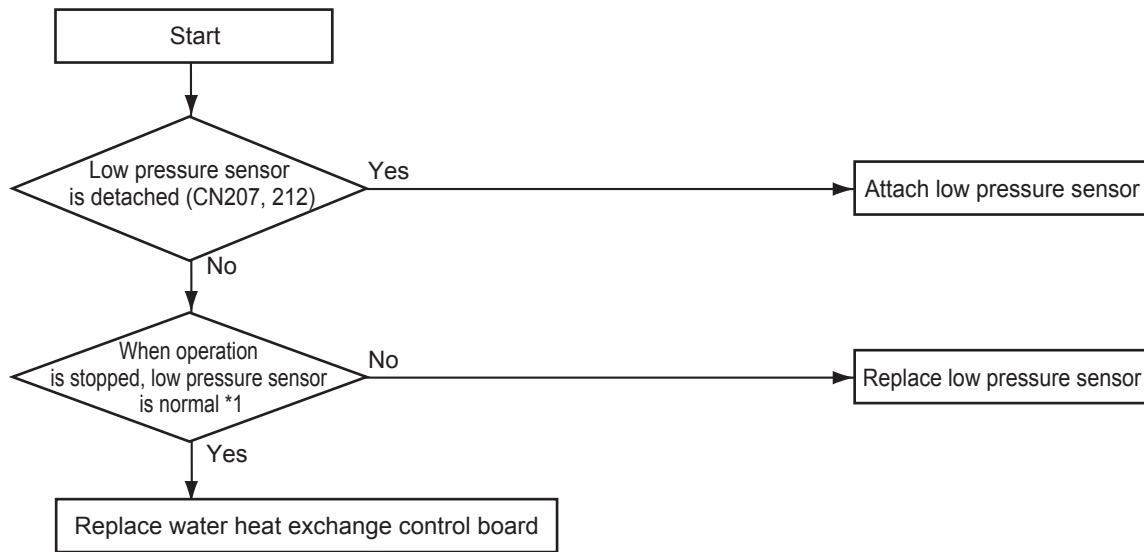 Start
Low pressure sensor
is detached (CN207, 212)
Yes
Attach low pressure sensor
No
When operation
is stopped, low pressure sensor
is normal *1
No
Replace low pressure sensor
Yes
Replace water heat exchange control board